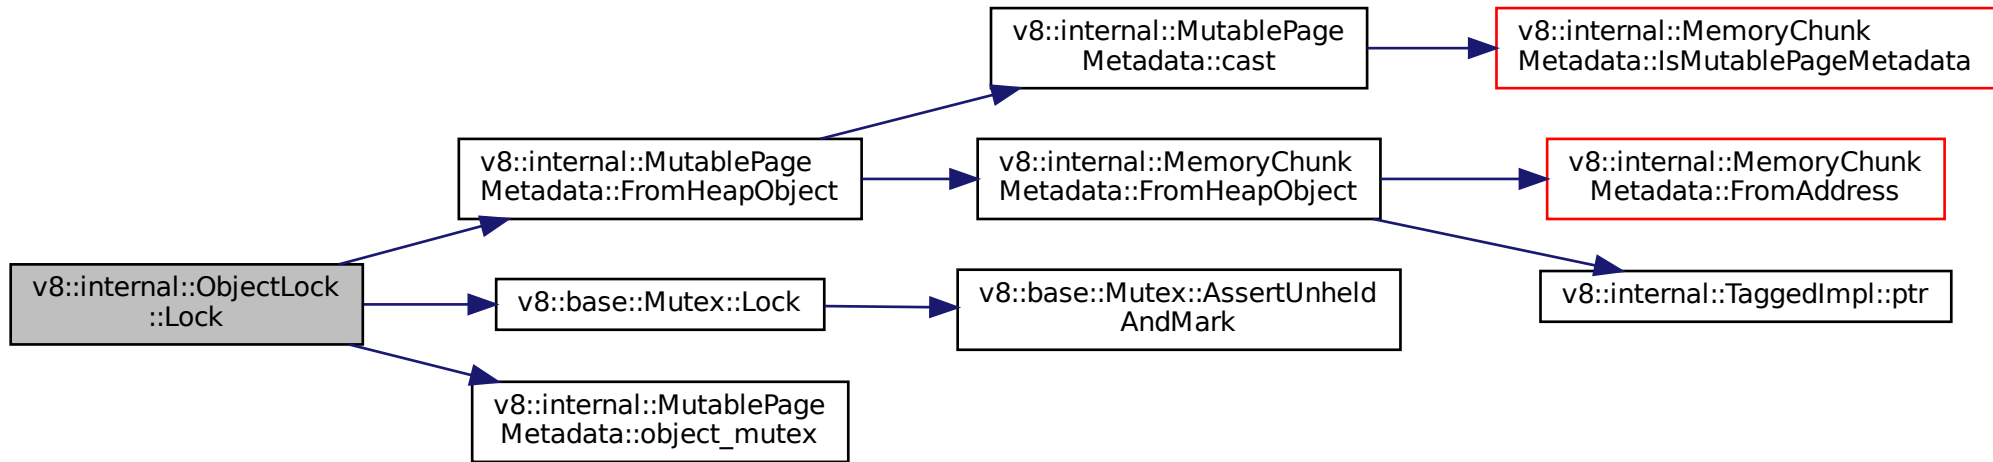 v8::internal::ObjectLock
::Lock
v8::internal::MutablePage
Metadata::FromHeapObject
v8::internal::MutablePage
Metadata::cast
v8::internal::MemoryChunk
Metadata::IsMutablePageMetadata
v8::internal::MemoryChunk
Metadata::FromHeapObject
v8::internal::MemoryChunk
Metadata::FromAddress
v8::internal::TaggedImpl::ptr
v8::base::Mutex::Lock
v8::base::Mutex::AssertUnheld
AndMark
v8::internal::MutablePage
Metadata::object_mutex